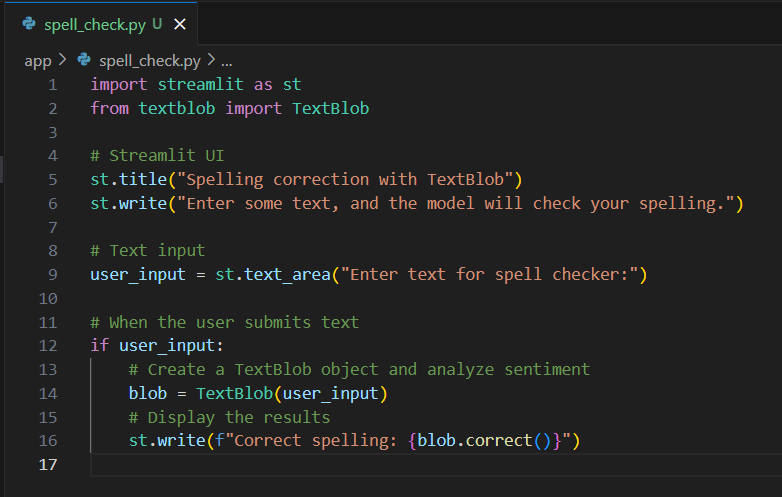 spell_check.py U ×
app > spell_check.py > ...
1 import streamlit as st
2 from textblob import TextBlob
3
4 # Streamlit UI
5 st.title("Spelling correction with TextBlob")
6 st.write("Enter some text, and the model will check your spelling.")
7
8 # Text input
9 user_input = st.text_area("Enter text for spell checker:")
10
11 # When the user submits text
12 if user_input:
13     # Create a TextBlob object and analyze sentiment
14     blob = TextBlob(user_input)
15     # Display the results
16     st.write(f"Correct spelling: {blob.correct()}")
17